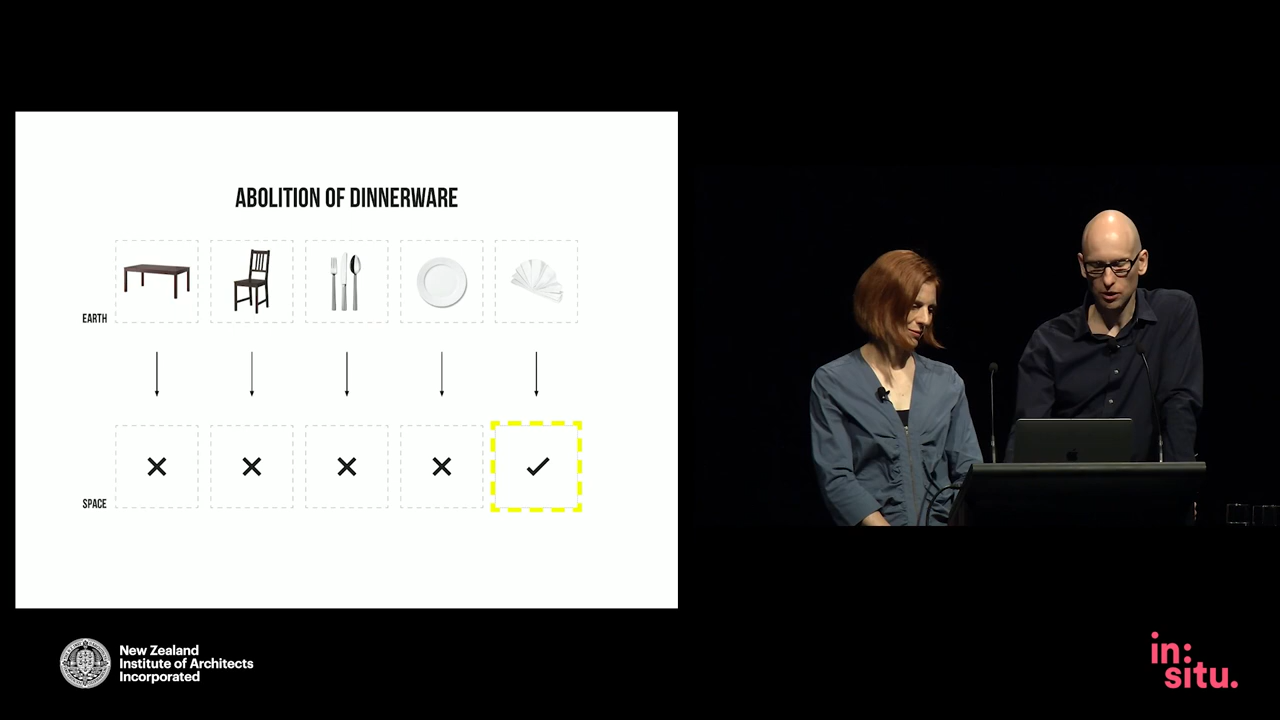 ABOLITION OF DINNERWARE
EARTH
SPACE
New Zealand
Institute of Architects
Incorporated
in:
situ.